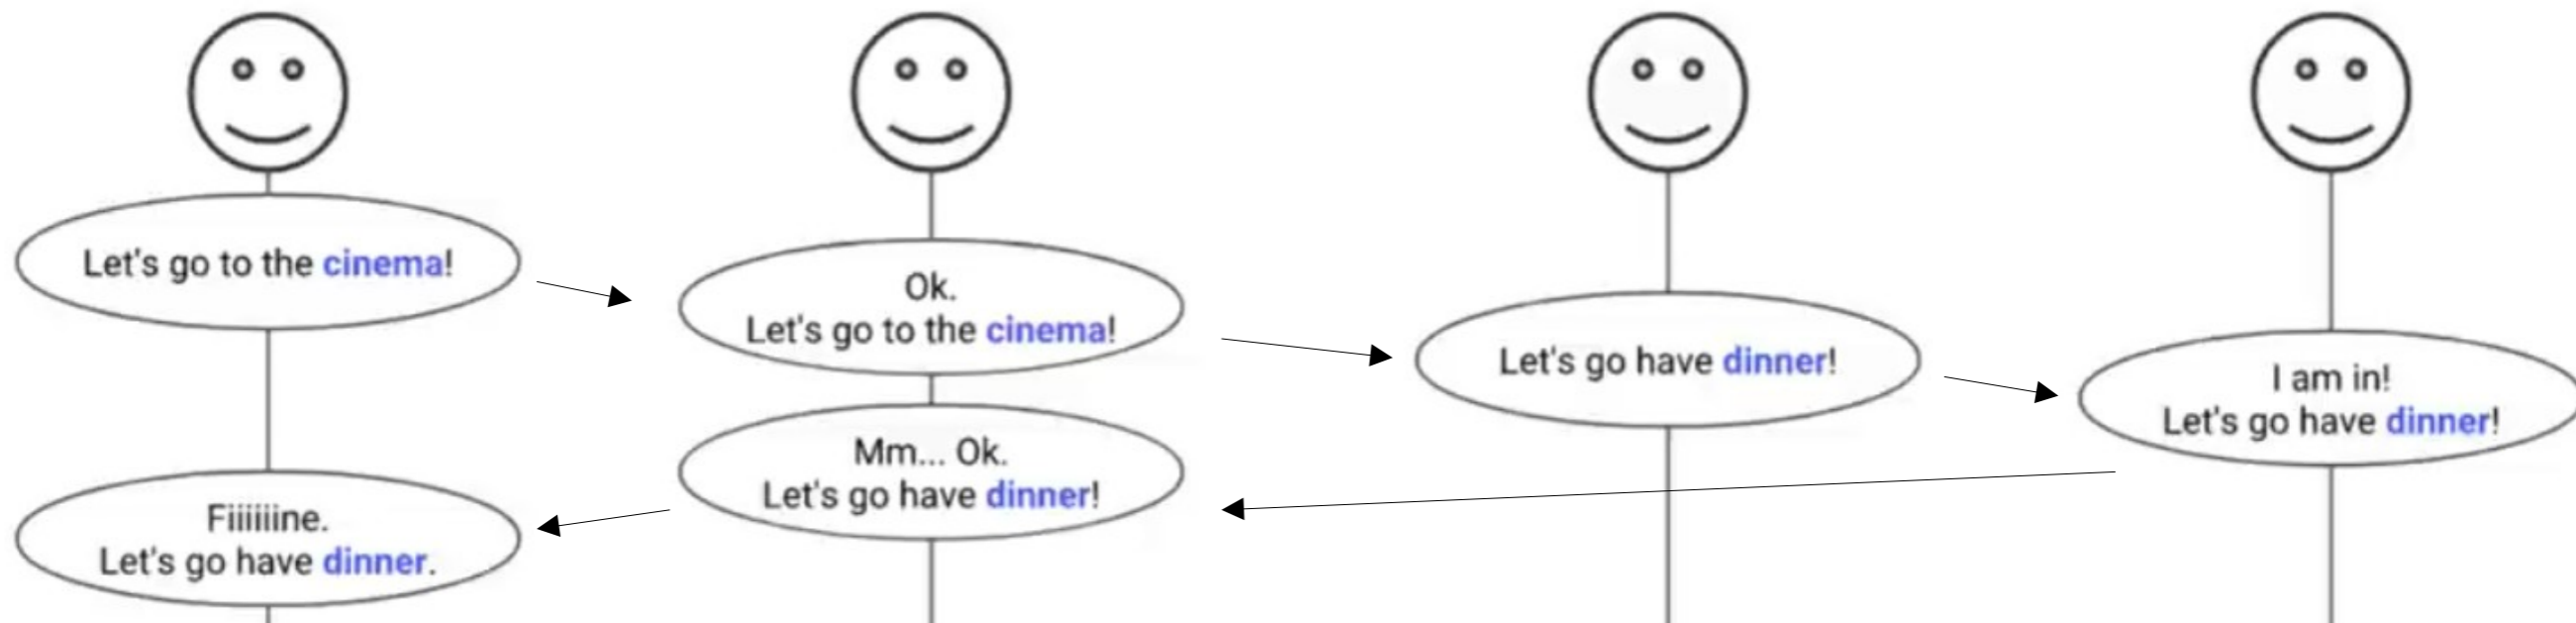 Let's go to the cinema!
Ok.
Let's go to the cinema!
Let's go have dinner!
I am in!
Let's go have dinner!
Mm... Ok.
Let's go have dinner!
Fiiiiiine.
Let's go have dinner.